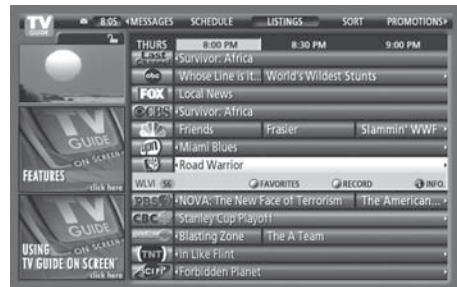 TV GUIDE 8:05 MESSAGES SCHEDULE LISTINGS SORT PROMOTIONS
THURS 8:00 PM 8:30 PM 9:00 PM
Last Survivor: Africa
abc Whose Line is it... World's Wildest Stunts
FOX Local News
CBS Survivor: Africa
Friends Frasier Slammin' WWF
Miami Blues
Road Warrior
WLVI 56 FAVORITES RECORD INFO.
PBS NOVA: The New Face of Terrorism The American...
CBC Stanley Cup Playoff
Blasting Zone The A Team
TNT In Like Flint
SCI FI Forbidden Planet
TV GUIDE ON SCREEN
FEATURES
click here
TV GUIDE ON SCREEN
USING
TV GUIDE ON SCREEN
click here